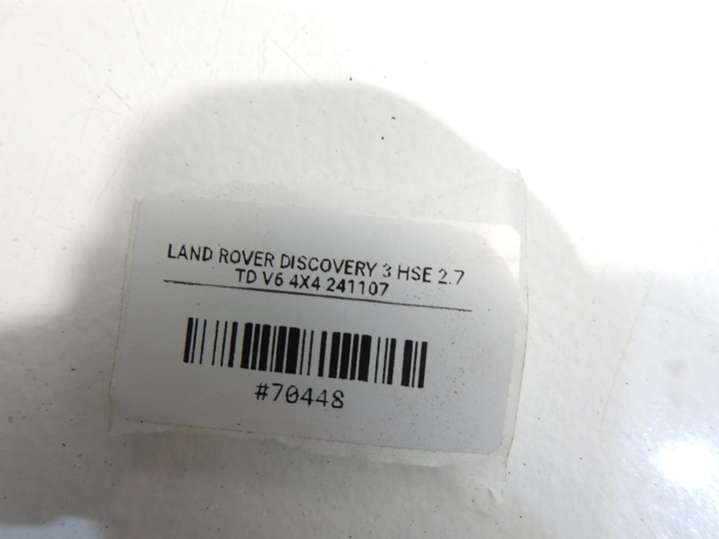 LAND ROVER DISCOVERY 3 HSE 2.7
TD V6 4X4 241107
#70448